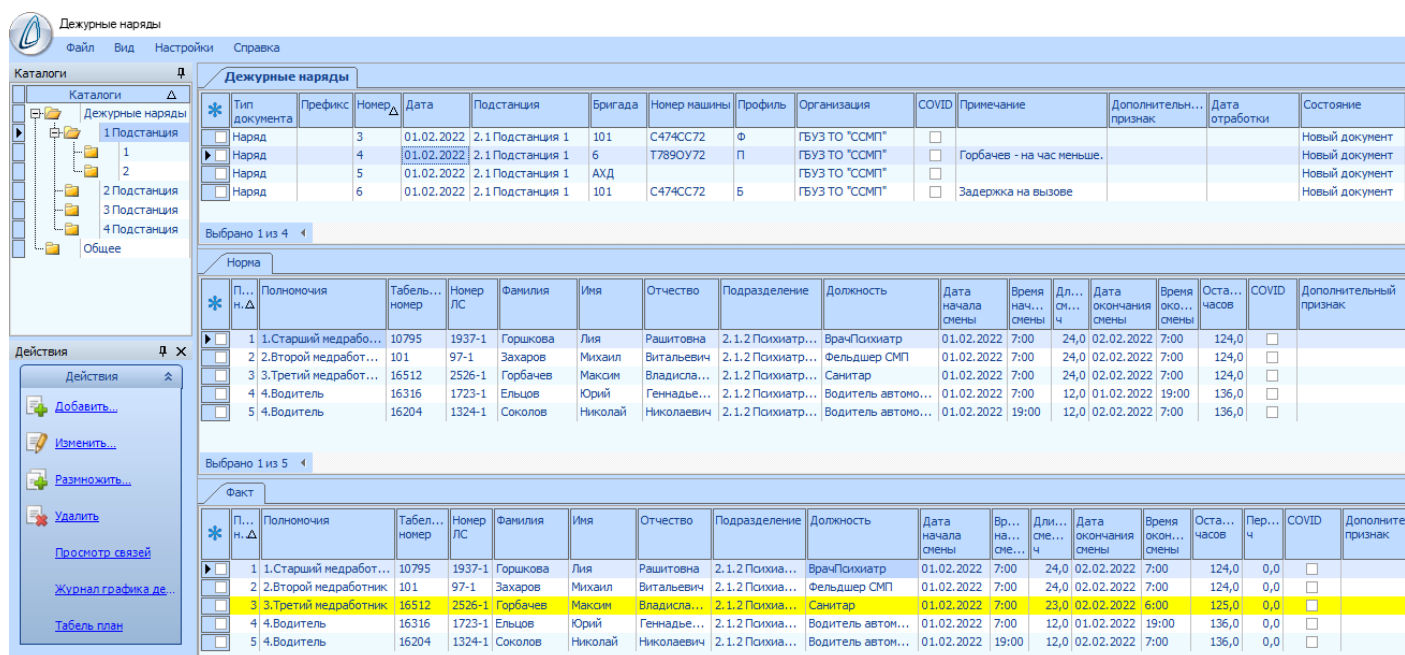 Дежурные наряды
Файл Вид Настройки Справка
Каталоги
Каталоги
Дежурные наряды
1 Подстанция
1
2
2 Подстанция
3 Подстанция
4 Подстанция
Общее
Действия
Действия
Добавить...
Изменить...
Размножить...
Удалить
Просмотр связей
Журнал графика де...
Табель план
Дежурные наряды
Тип документа Префикс Номер Дата Подстанция Бригада Номер машины Профиль Организация COVID Примечание Дополнительн... признак Дата отработки Состояние
Наряд 3 01.02.2022 2.1 Подстанция 1 101 С474СС72 Ф ГБУЗ ТО "ССМП" Новый документ
Наряд 4 01.02.2022 2.1 Подстанция 1 6 Т789ОУ72 П ГБУЗ ТО "ССМП" Горбачев - на час меньше. Новый документ
Наряд 5 01.02.2022 2.1 Подстанция 1 АХД ГБУЗ ТО "ССМП" Новый документ
Наряд 6 01.02.2022 2.1 Подстанция 1 101 С474СС72 Б ГБУЗ ТО "ССМП" Задержка на вызове Новый документ
Выбрано 1 из 4
Норма
П... н. Полномочия Табель... номер Номер ЛС Фамилия Имя Отчество Подразделение Должность Дата начала смены Время нач... смены Дл... см... ч Дата окончания смены Время око... смены Оста... часов COVID Дополнительный признак
1 1.Старший медрабо... 10795 1937-1 Горшкова Лия Рашитовна 2.1.2 Психиатр... ВрачПсихиатр 01.02.2022 7:00 24,0 02.02.2022 7:00 124,0
2 2.Второй медработ... 101 97-1 Захаров Михаил Витальевич 2.1.2 Психиатр... Фельдшер СМП 01.02.2022 7:00 24,0 02.02.2022 7:00 124,0
3 3.Третий медработ... 16512 2526-1 Горбачев Максим Владисла... 2.1.2 Психиатр... Санитар 01.02.2022 7:00 24,0 02.02.2022 7:00 124,0
4 4.Водитель 16316 1723-1 Ельцов Юрий Геннадье... 2.1.2 Психиатр... Водитель автомо... 01.02.2022 7:00 12,0 01.02.2022 19:00 136,0
5 4.Водитель 16204 1324-1 Соколов Николай Николаевич 2.1.2 Психиатр... Водитель автомо... 01.02.2022 19:00 12,0 02.02.2022 7:00 136,0
Выбрано 1 из 5
Факт
П... н. Полномочия Табел... номер Номер ЛС Фамилия Имя Отчество Подразделение Должность Дата начала смены Вр... на... сме... Дли... сме... ч Дата окончания смены Время окон... смены Оста... часов Пер... ч COVID Дополните признак
1 1.Старший медработ... 10795 1937-1 Горшкова Лия Рашитовна 2.1.2 Психиа... ВрачПсихиатр 01.02.2022 7:00 24,0 02.02.2022 7:00 124,0 0,0
2 2.Второй медработник 101 97-1 Захаров Михаил Витальевич 2.1.2 Психиа... Фельдшер СМП 01.02.2022 7:00 24,0 02.02.2022 7:00 124,0 0,0
3 3.Третий медработник 16512 2526-1 Горбачев Максим Владисла... 2.1.2 Психиа... Санитар 01.02.2022 7:00 23,0 02.02.2022 6:00 125,0 0,0
4 4.Водитель 16316 1723-1 Ельцов Юрий Геннадье... 2.1.2 Психиа... Водитель автом... 01.02.2022 7:00 12,0 01.02.2022 19:00 136,0 0,0
5 4.Водитель 16204 1324-1 Соколов Николай Николаевич 2.1.2 Психиа... Водитель автом... 01.02.2022 19:00 12,0 02.02.2022 7:00 136,0 0,0